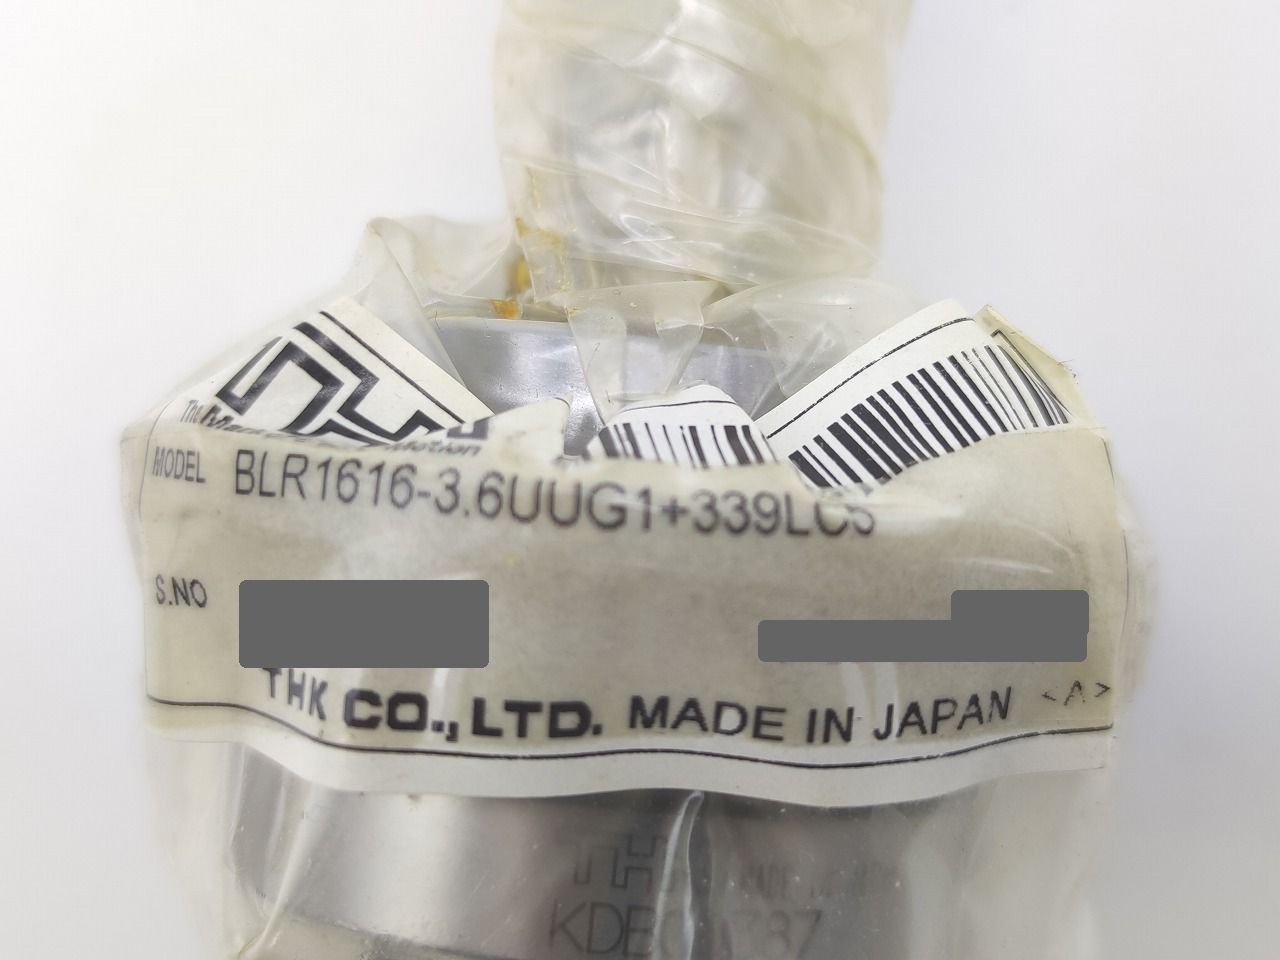 MODEL BLR1616-3.6UUG1+339LC5
S.NO
THK CO., LTD. MADE IN JAPAN <A>